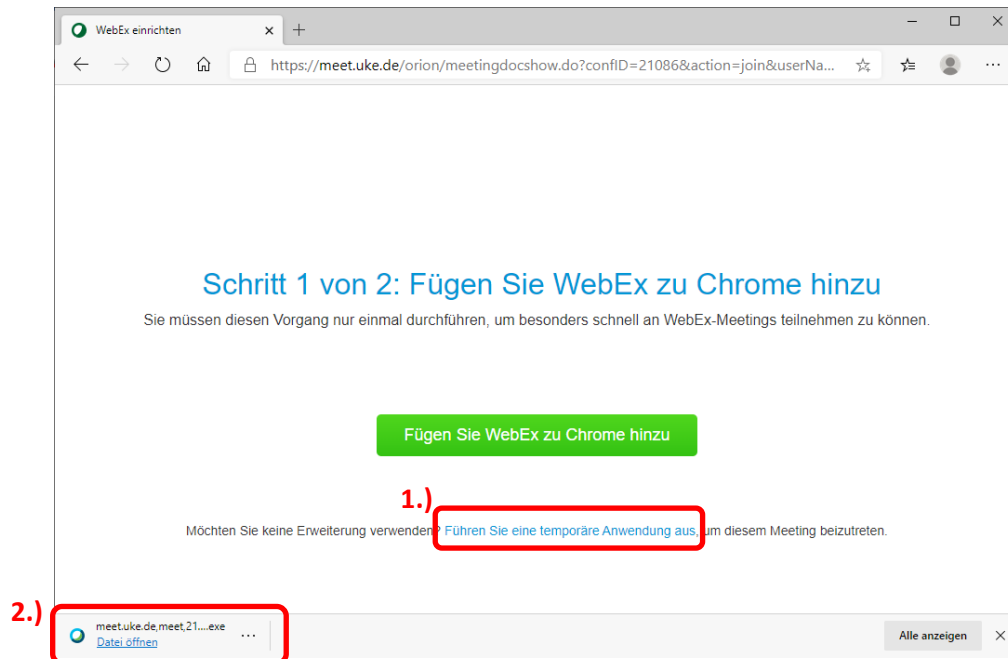 WebEx einrichten
https://meet.uke.de/orion/meetingdocshow.do?confID=21086&action=join&userNa...
Schritt 1 von 2: Fügen Sie WebEx zu Chrome hinzu
Sie müssen diesen Vorgang nur einmal durchführen, um besonders schnell an WebEx-Meetings teilnehmen zu können.
Fügen Sie WebEx zu Chrome hinzu
1.)
Möchten Sie keine Erweiterung verwenden? Führen Sie eine temporäre Anwendung aus, um diesem Meeting beizutreten.
2.)
meet.uke.de,meet,21....exe
Datei öffnen
Alle anzeigen